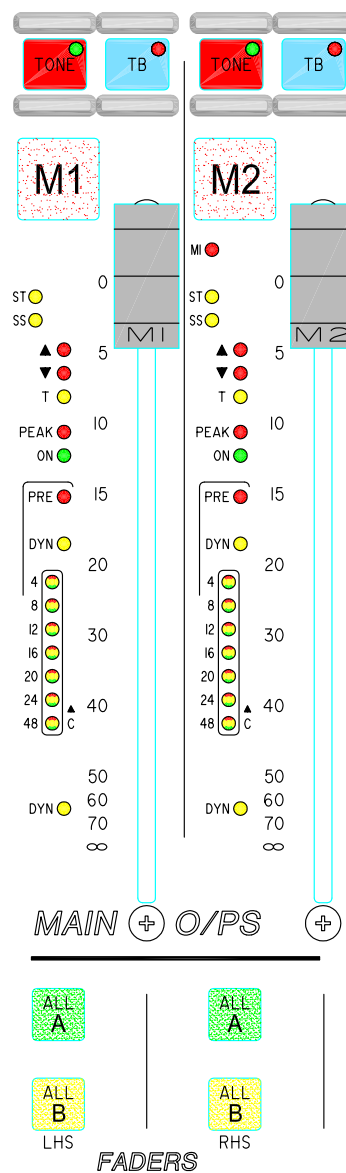 TONE TB TONE TB
M1 M2
MI
0 0
ST ST
SS SS
M1 M2
5 5
T T
10 10
PEAK PEAK
ON ON
PRE 15 PRE 15
DYN DYN
20 20
4 4
8 8
12 30 12 30
16 16
20 20
24 40 24 40
48 C 48 C
50 50
60 60
DYN DYN
70 70
∞ ∞
MAIN O/PS
ALL ALL
A A
ALL ALL
B B
LHS RHS
FADERS